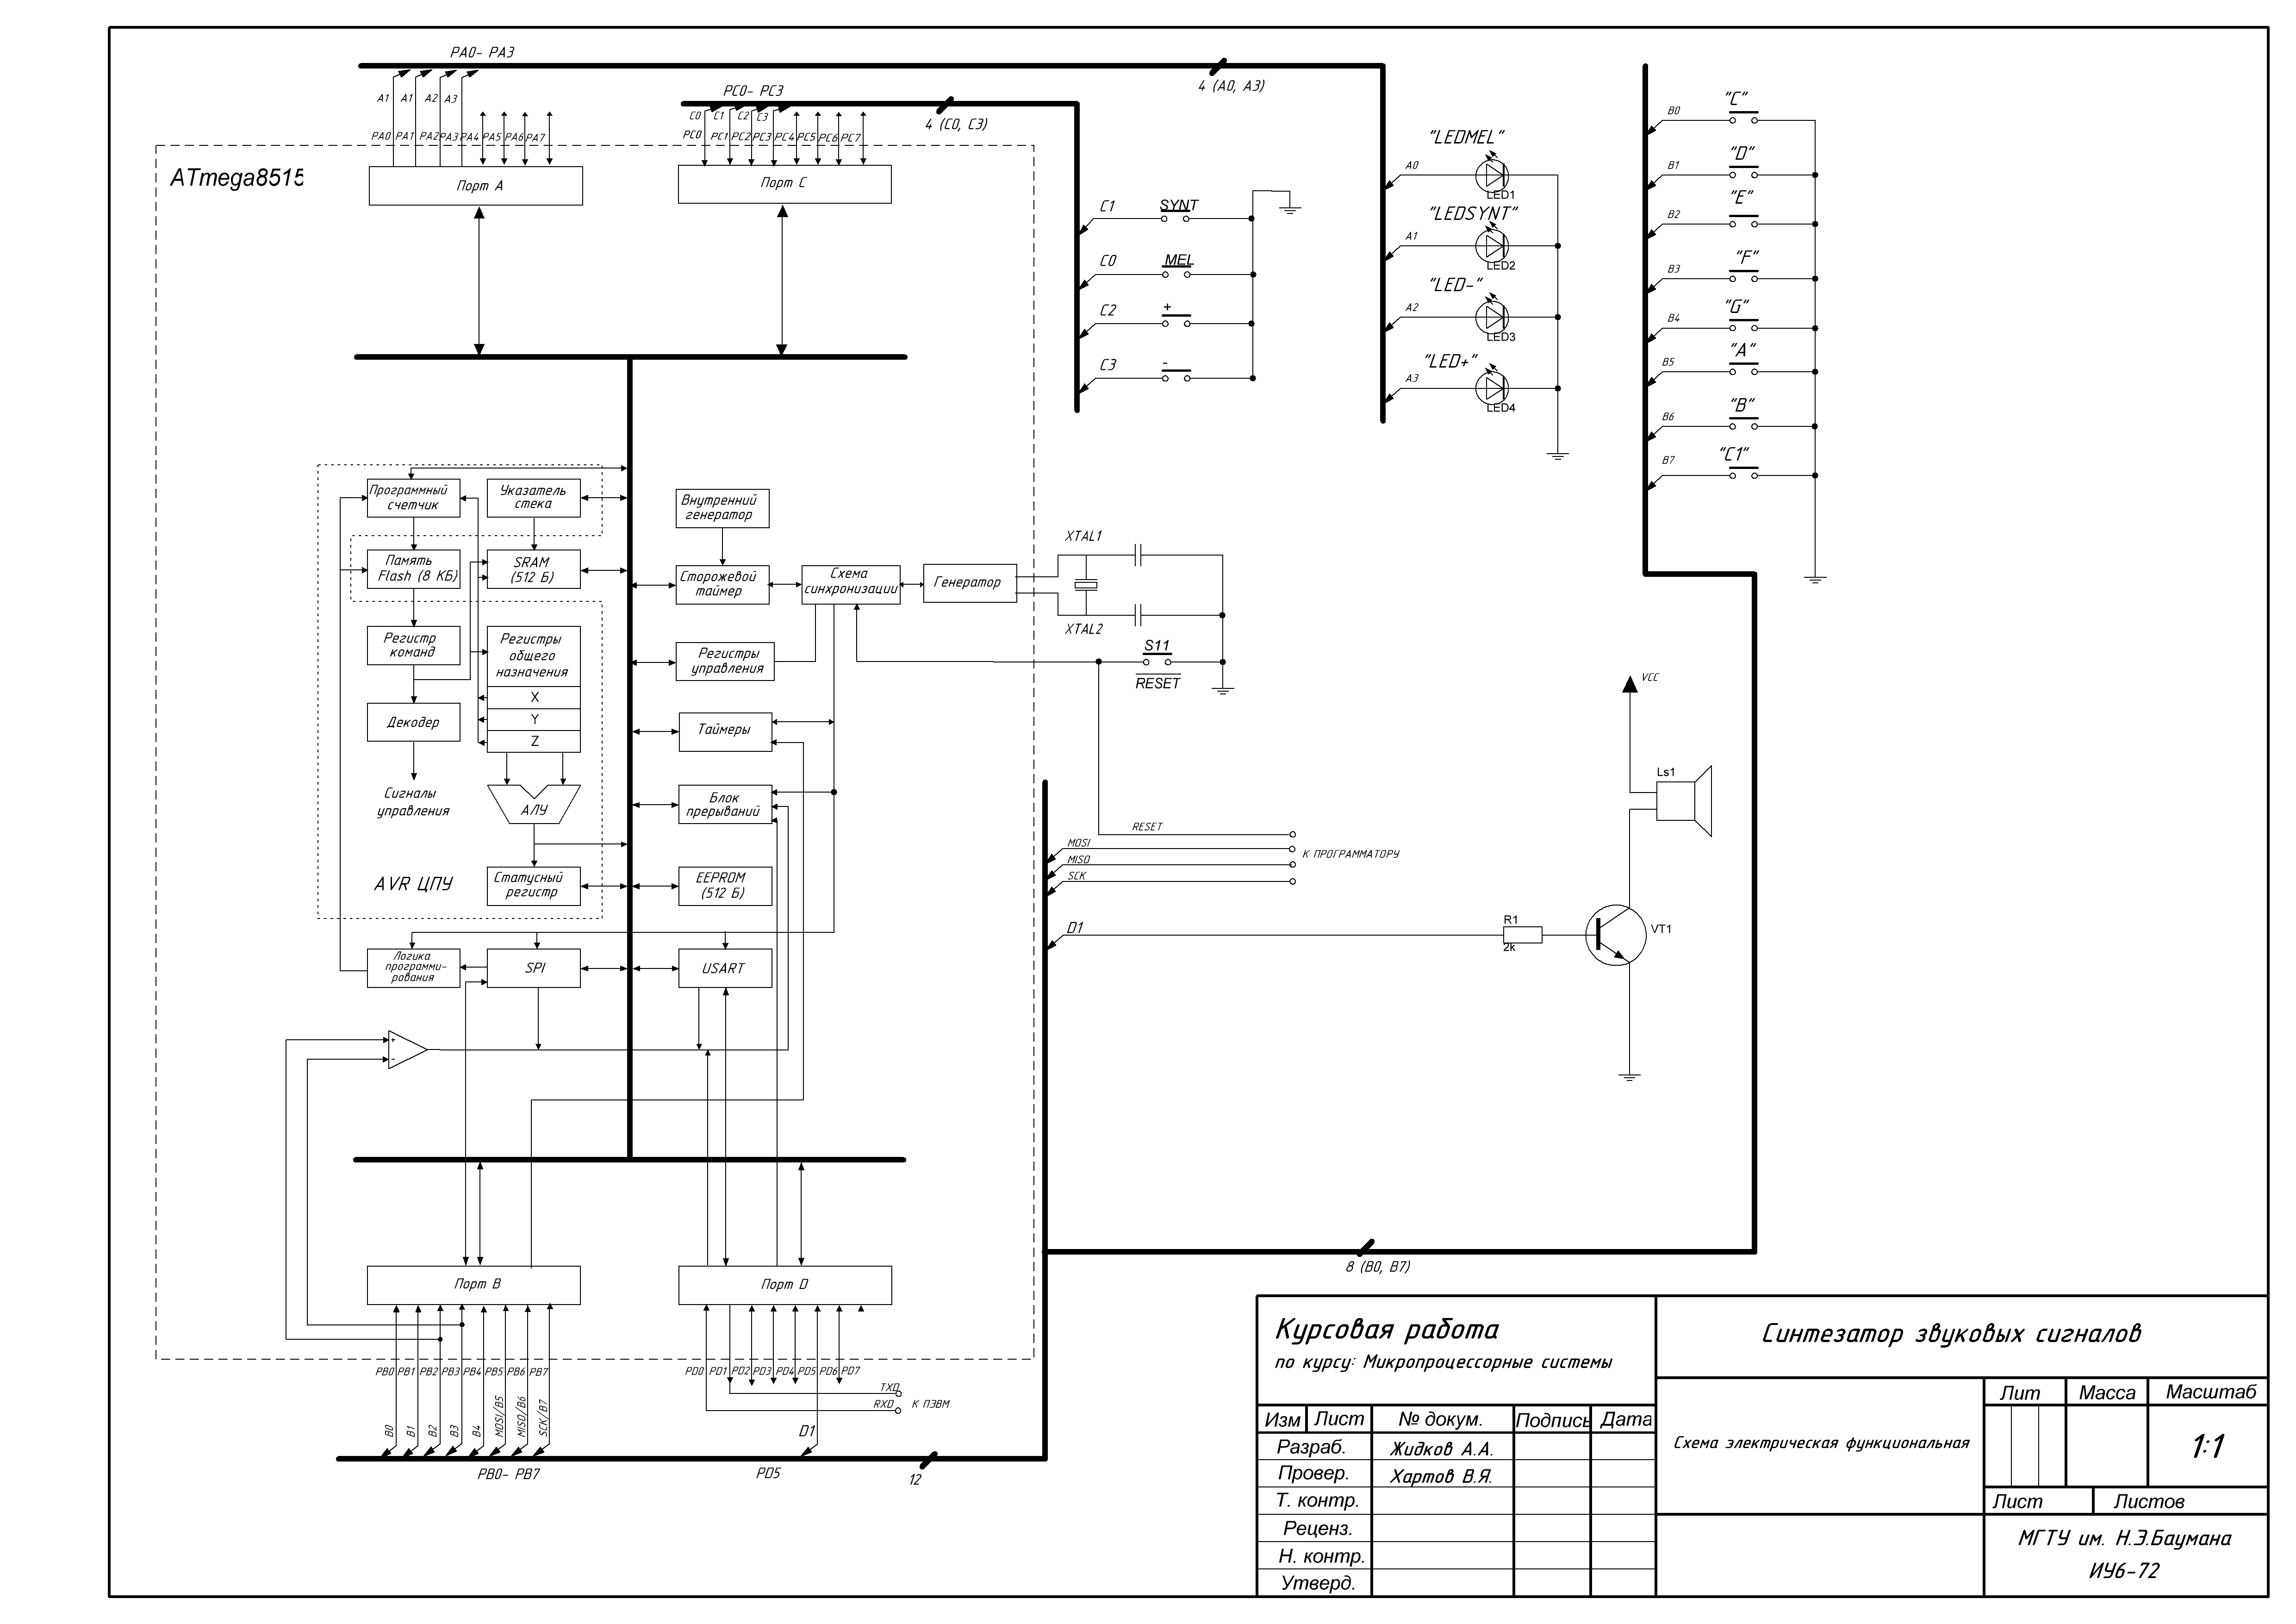 PA0- PA3
4 (A0, A3)
A1
A1
A2
A3
PA0
PA1
PA2
PA3
PA4
PA5
PA6
PA7
PC0- PC3
4 (C0, C3)
C0
C1
C2
C3
PC0
PC1
PC2
PC3
PC4
PC5
PC6
PC7
ATmega8515
Порт A
Порт C
C1
SYNT
C0
MEL
C2
+
C3
-
"LEDMEL"
A0
LED1
"LEDSYNT"
A1
LED2
"LED-"
A2
LED3
"LED+"
A3
LED4
B0
"C"
B1
"D"
B2
"E"
B3
"F"
B4
"G"
B5
"A"
B6
"B"
B7
"C1"
Программный
счетчик
Указатель
стека
Память
Flash (8 КБ)
SRAM
(512 Б)
Регистр
команд
Регистры
общего
назначения
X
Y
Z
Декодер
Сигналы
управления
АЛУ
AVR ЦПУ
Статусный
регистр
Внутренний
генератор
Сторожевой
таймер
Схема
синхронизации
Генератор
XTAL1
XTAL2
S11
RESET
Регистры
управления
Таймеры
Блок
прерываний
EEPROM
(512 Б)
Логика
программи-
рования
SPI
USART
+
-
RESET
MOSI
MISO
SCK
К ПРОГРАММАТОРУ
D1
R1
2k
VT1
VCC
Ls1
Порт B
Порт D
PB0
PB1
PB2
PB3
PB4
PB5
PB6
PB7
PD0
PD1
PD2
PD3
PD4
PD5
PD6
PD7
TXD
RXD
К ПЭВМ
B0
B1
B2
B3
B4
MOSI/B5
MISO/B6
SCK/B7
D1
PB0- PB7
PD5
12
8 (B0, B7)
Курсовая работа
по курсу: Микропроцессорные системы
Синтезатор звуковых сигналов
Изм
Лист
№ докум.
Подпись
Дата
Разраб.
Жидков А.А.
Провер.
Хартов В.Я.
Т. контр.
Реценз.
Н. контр.
Утверд.
Схема электрическая функциональная
Лит
Масса
Масштаб
1:1
Лист
Листов
МГТУ им. Н.Э.Баумана
ИУ6-72